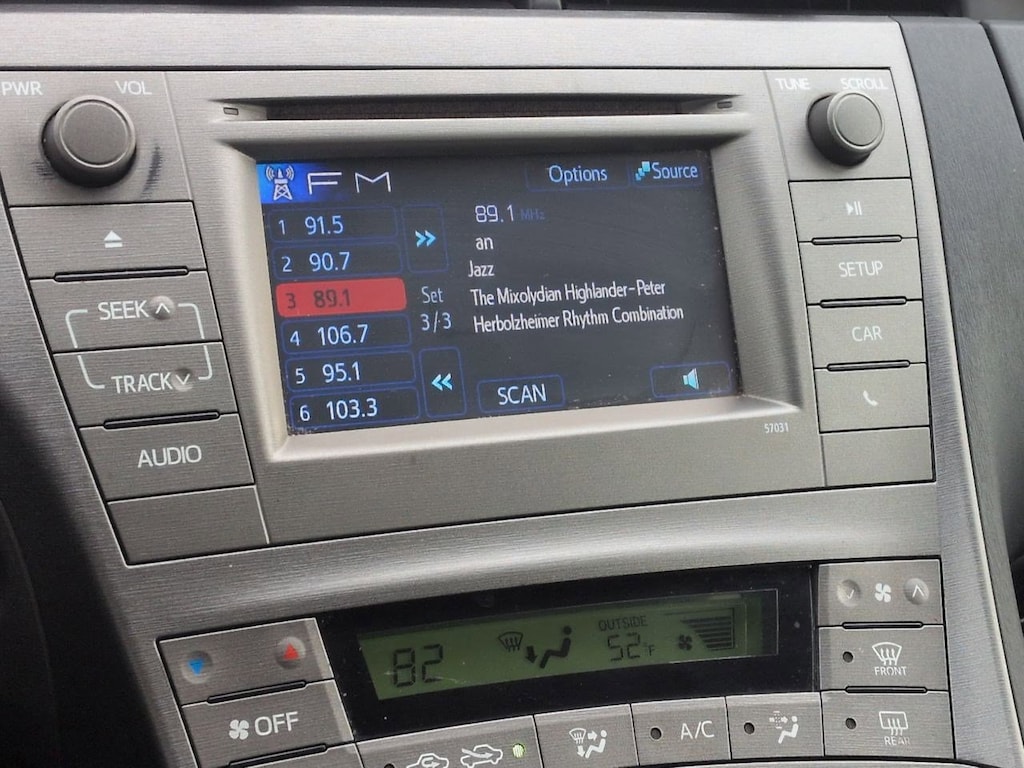 PWR VOL
TUNE SCROLL
FM Options Source
1 91.5
2 90.7
3 89.1
4 106.7
5 95.1
6 103.3
Set
3/3
89.1 MHz
an
Jazz
The Mixolydian Highlander-Peter
Herbolzheimer Rhythm Combination
SCAN
57031
SEEK
TRACK
AUDIO
SETUP
CAR
82
OUTSIDE
52°F
OFF
A/C
FRONT
REAR